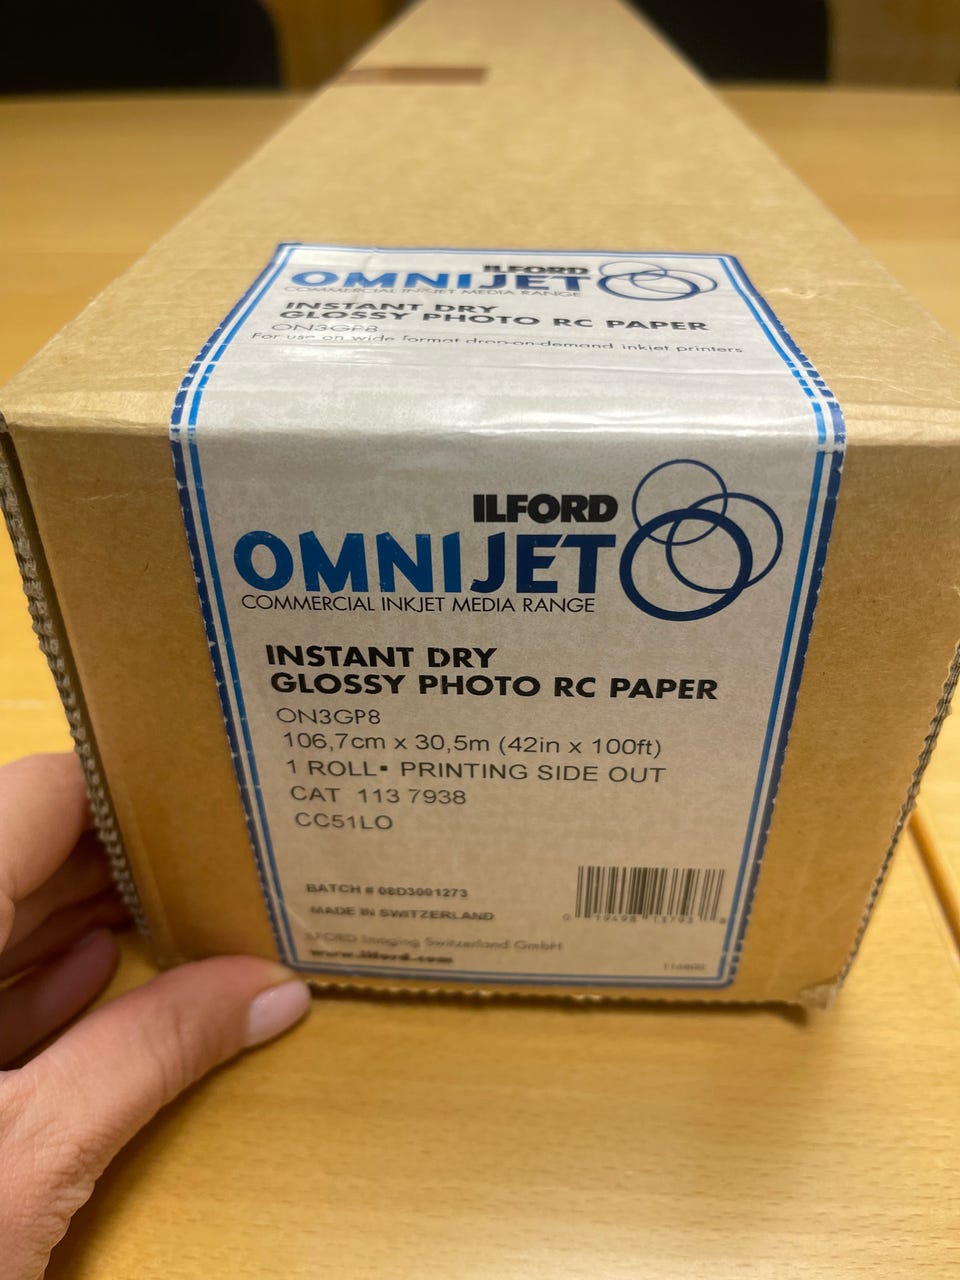 ILFORD
OMNIJET
COMMERCIAL INKJET MEDIA RANGE
INSTANT DRY
GLOSSY PHOTO RC PAPER
ON3GP8
For use on wide format drop-on-demand inkjet printers
ILFORD
OMNIJET
COMMERCIAL INKJET MEDIA RANGE
INSTANT DRY
GLOSSY PHOTO RC PAPER
ON3GP8
106,7cm x 30,5m (42in x 100ft)
1 ROLL▪ PRINTING SIDE OUT
CAT 113 7938
CC51LO
BATCH # 08D3001273
MADE IN SWITZERLAND
ILFORD Imaging Switzerland GmbH
www.ilford.com